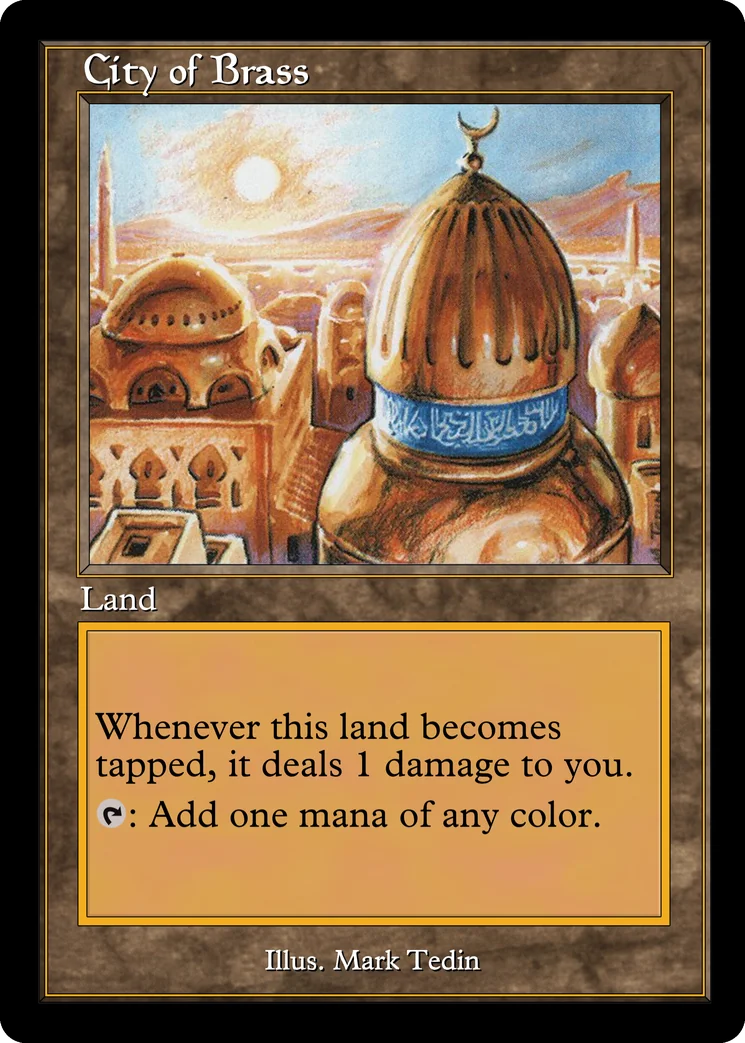 City of Brass
Land
Whenever this land becomes
tapped, it deals 1 damage to you.
: Add one mana of any color.
Illus. Mark Tedin